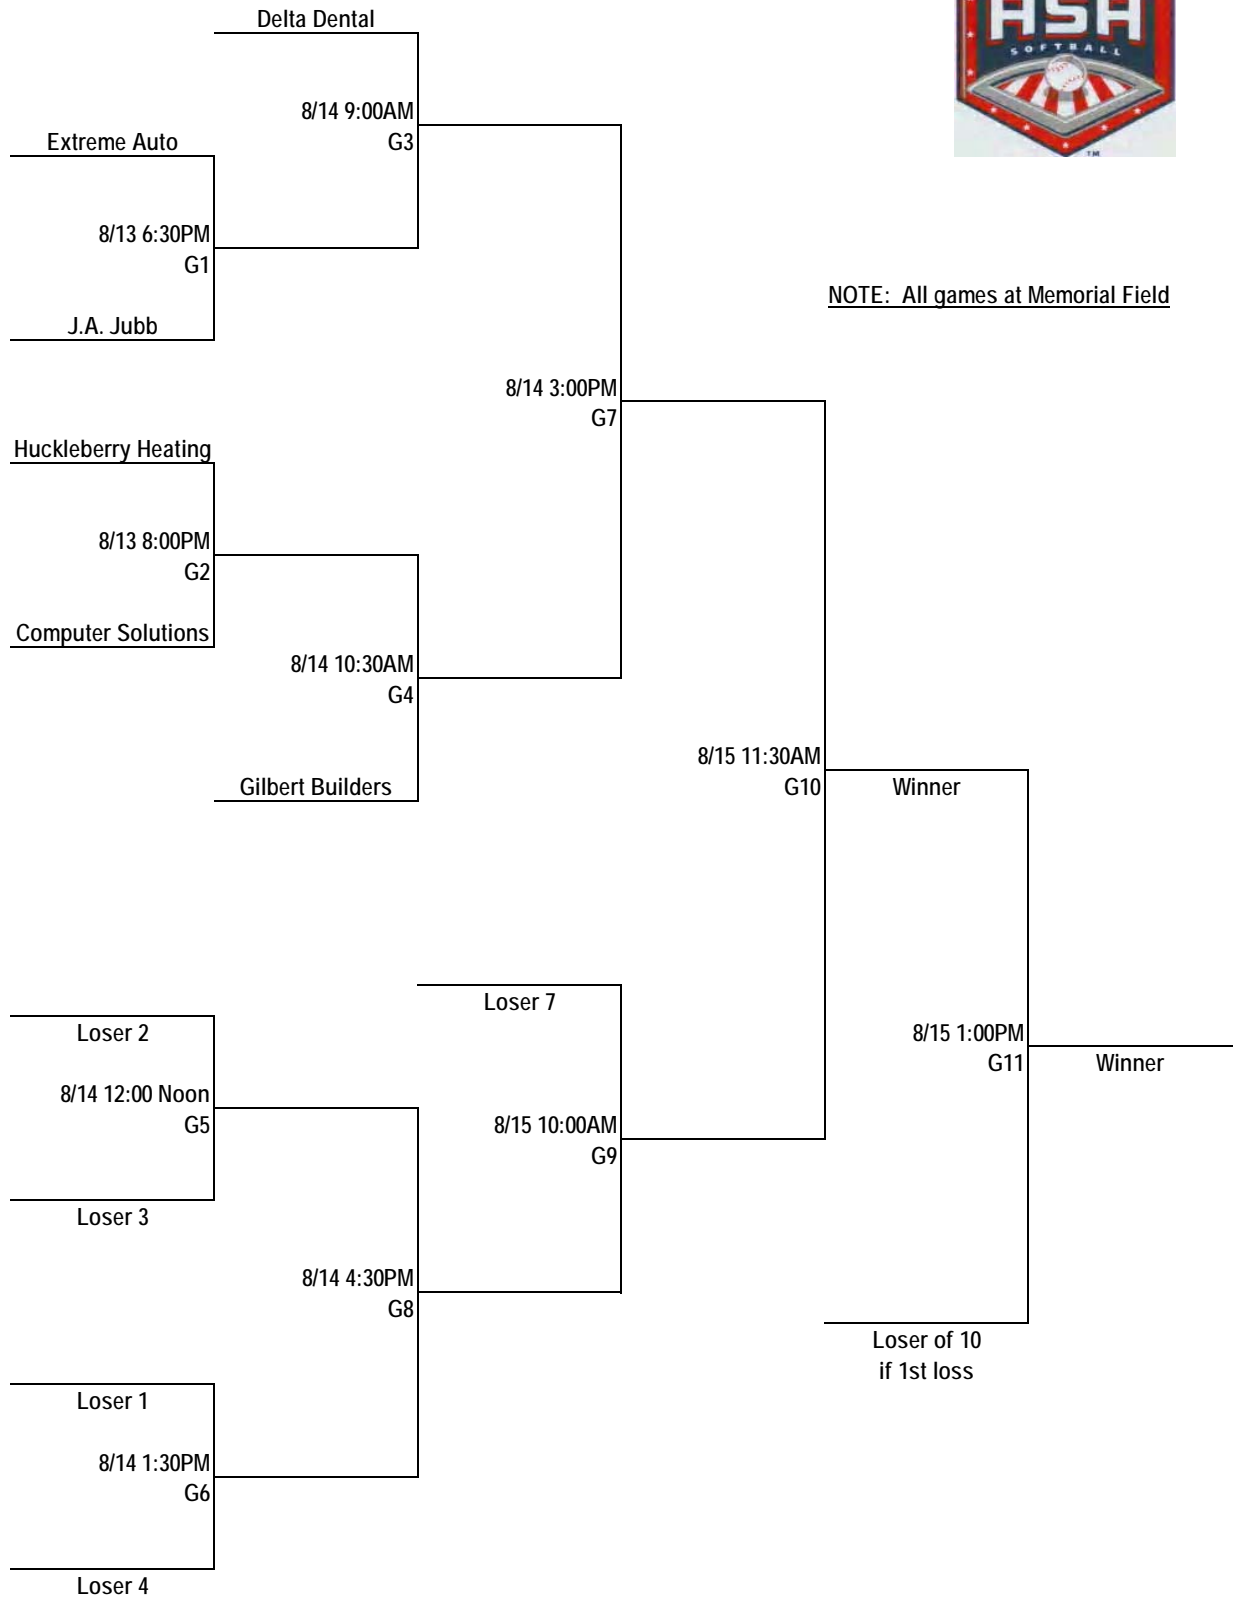 Delta Dental
ASA
SOFTBALL
TM
8/14 9:00AM
G3
Extreme Auto
8/13 6:30PM
G1
NOTE: All games at Memorial Field
J.A. Jubb
8/14 3:00PM
G7
Huckleberry Heating
8/13 8:00PM
G2
Computer Solutions
8/14 10:30AM
G4
8/15 11:30AM
G10
Winner
Gilbert Builders
Loser 7
Loser 2
8/15 1:00PM
G11
Winner
8/14 12:00 Noon
G5
8/15 10:00AM
G9
Loser 3
8/14 4:30PM
G8
Loser of 10
if 1st loss
Loser 1
8/14 1:30PM
G6
Loser 4